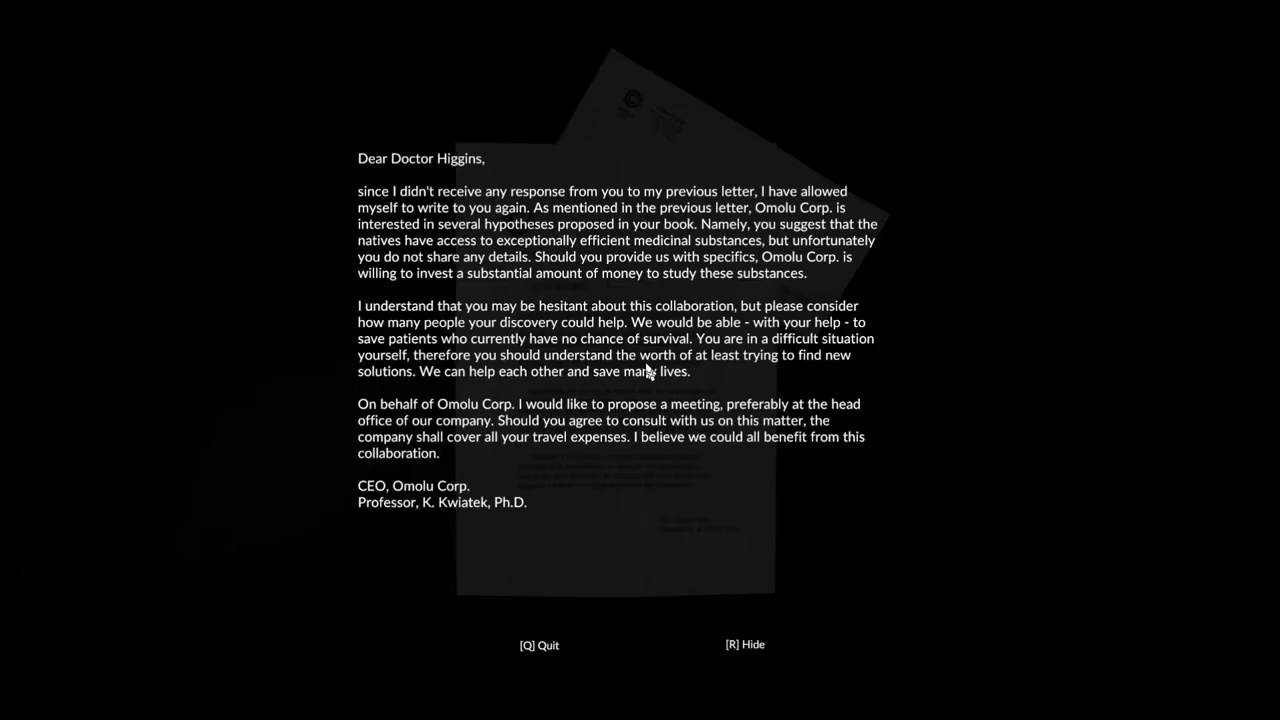 Dear Doctor Higgins,
since I didn't receive any response from you to my previous letter, I have allowed
myself to write to you again. As mentioned in the previous letter, Omolu Corp. is
interested in several hypotheses proposed in your book. Namely, you suggest that the
natives have access to exceptionally efficient medicinal substances, but unfortunately
you do not share any details. Should you provide us with specifics, Omolu Corp. is
willing to invest a substantial amount of money to study these substances.
I understand that you may be hesitant about this collaboration, but please consider
how many people your discovery could help. We would be able - with your help - to
save patients who currently have no chance of survival. You are in a difficult situation
yourself, therefore you should understand the worth of at least trying to find new
solutions. We can help each other and save many lives.
On behalf of Omolu Corp. I would like to propose a meeting, preferably at the head
office of our company. Should you agree to consult with us on this matter, the
company shall cover all your travel expenses. I believe we could all benefit from this
collaboration.
CEO, Omolu Corp.
Professor, K. Kwiatek, Ph.D.
[Q] Quit
[R] Hide